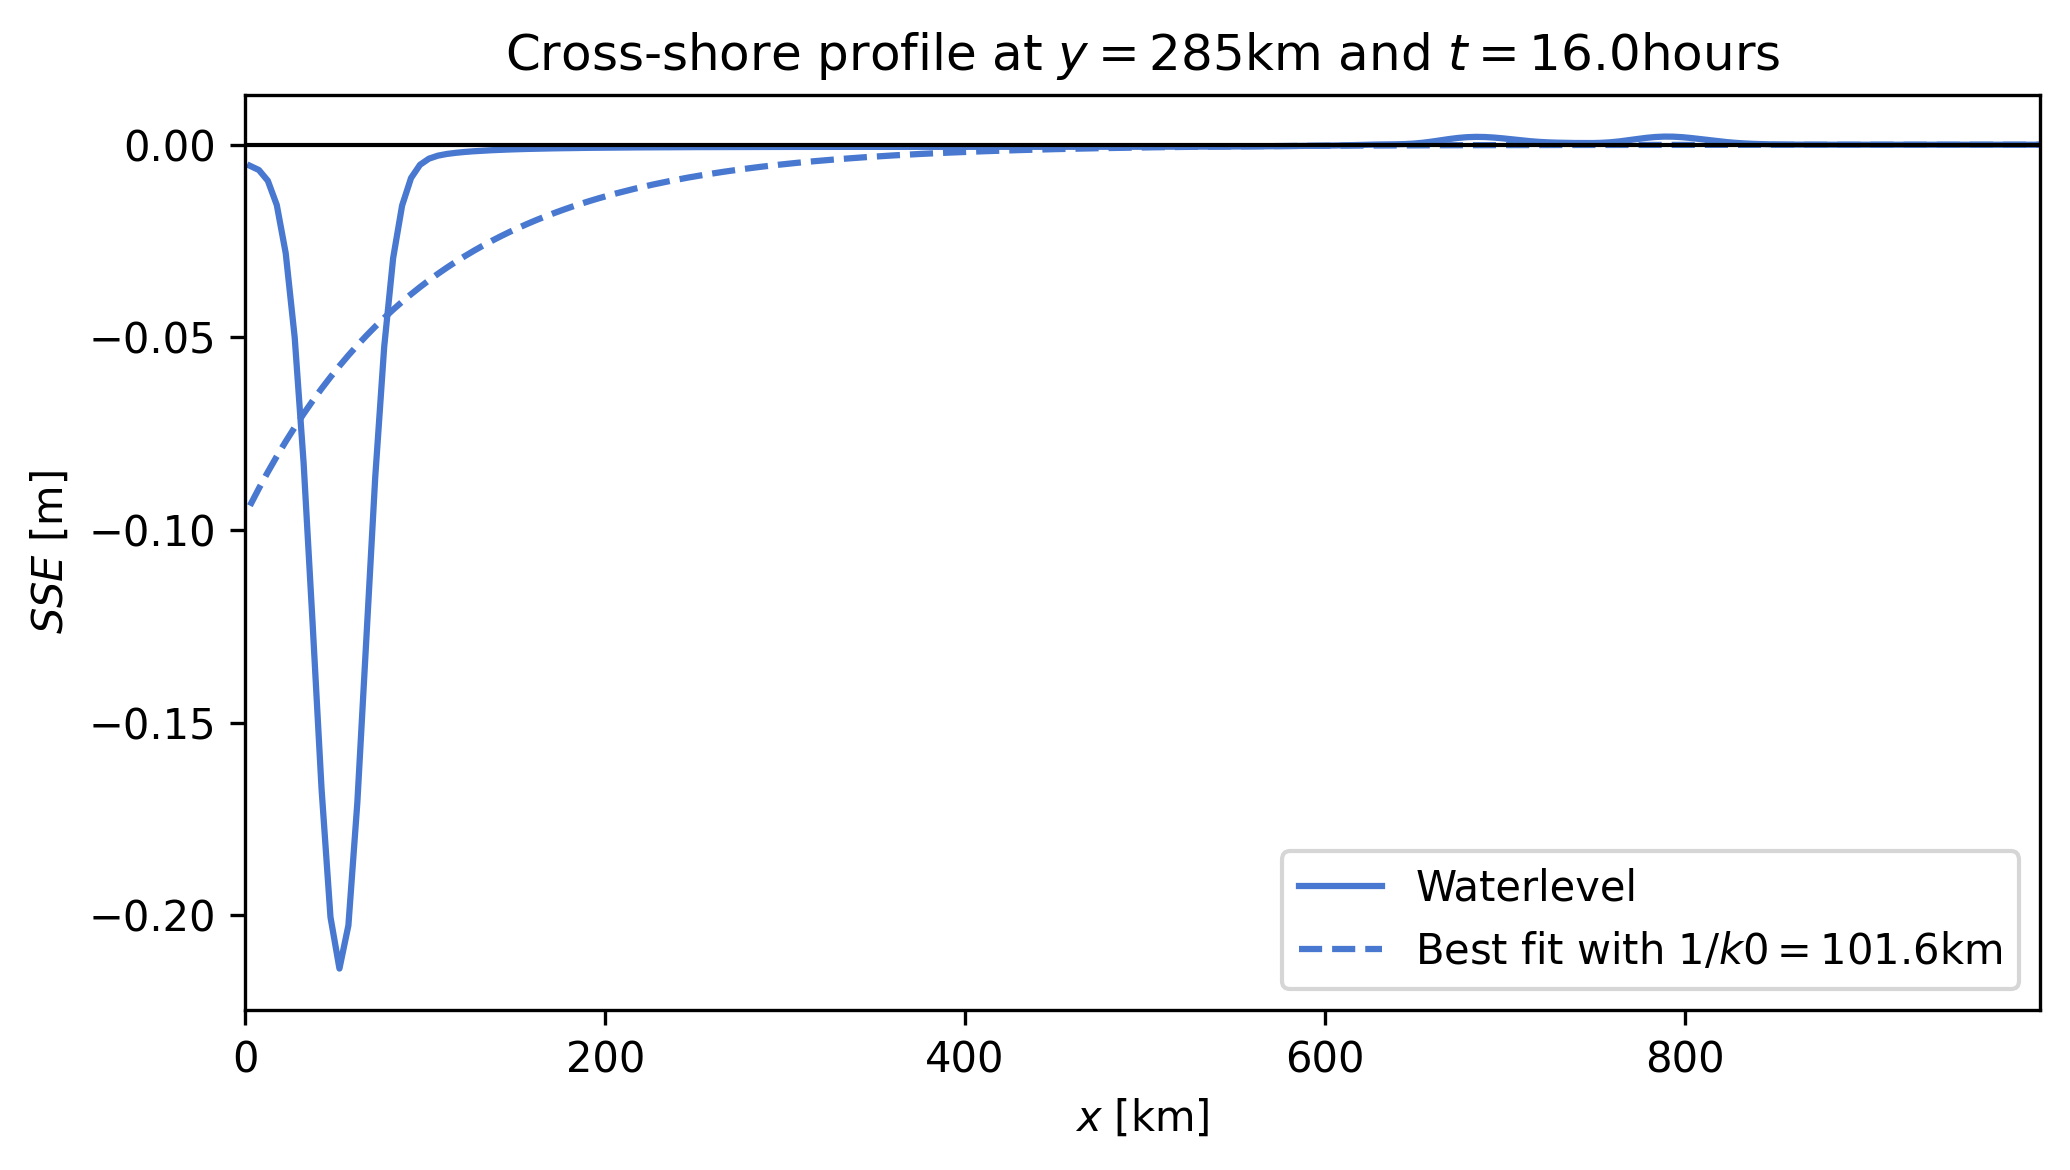 Cross-shore profile at y = 285km and t = 16.0hours
0.00
−0.05
−0.10
−0.15
−0.20
SSE [m]
Waterlevel
Best fit with 1/k0 = 101.6km
0 200 400 600 800
x [km]